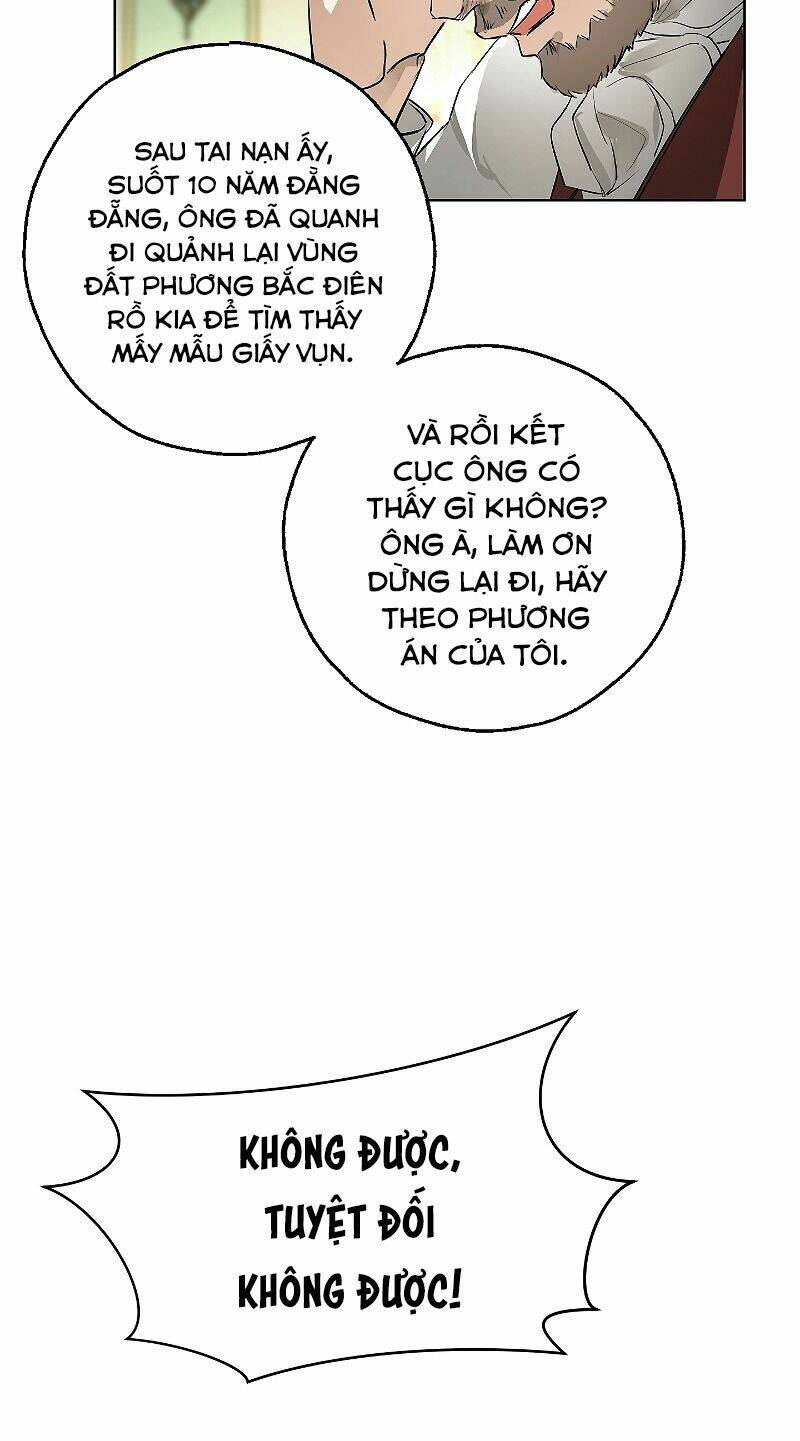 SAU TAI NẠN ẤY,
SUỐT 10 NĂM ĐẰNG
ĐẴNG, ÔNG ĐÃ QUANH
ĐI QUẢNH LẠI VÙNG
ĐẤT PHƯƠNG BẮC ĐIÊN
RỒ KIA ĐỂ TÌM THẤY
MẤY MẪU GIẤY VỤN.
VÀ RỒI KẾT
CỤC ÔNG CÓ
THẤY GÌ KHÔNG?
ÔNG À, LÀM ƠN
DỪNG LẠI ĐI, HÃY
THEO PHƯƠNG
ÁN CỦA TÔI.
KHÔNG ĐƯỢC,
TUYỆT ĐỐI
KHÔNG ĐƯỢC!